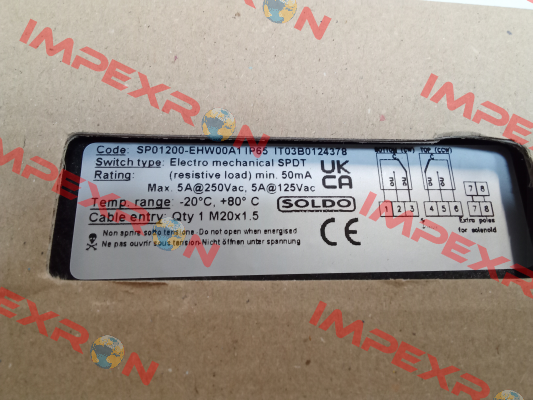 IMPEXRON
Code: SP01200-EHW00A1 IP65 IT03B0124378
Switch type: Electro mechanical SPDT
Rating: (resistive load) min. 50mA
Max. 5A@250Vac, 5A@125Vac
Temp. range: -20°C, +80° C
SOLDO
Cable entry: Qty 1 M20x1.5
Non aprire sotto tensione. Do not open when energised
Ne pas ouvrir sous tension-Nicht öffnen unter spannung
UK
CA
CE
BOTTOM (CW) TOP (CCW)
1 2 3 4 5 6
7 8
7 8
Extra poles
for solenoid
IMPEXRON
IMPEXRON
IMPEXRON